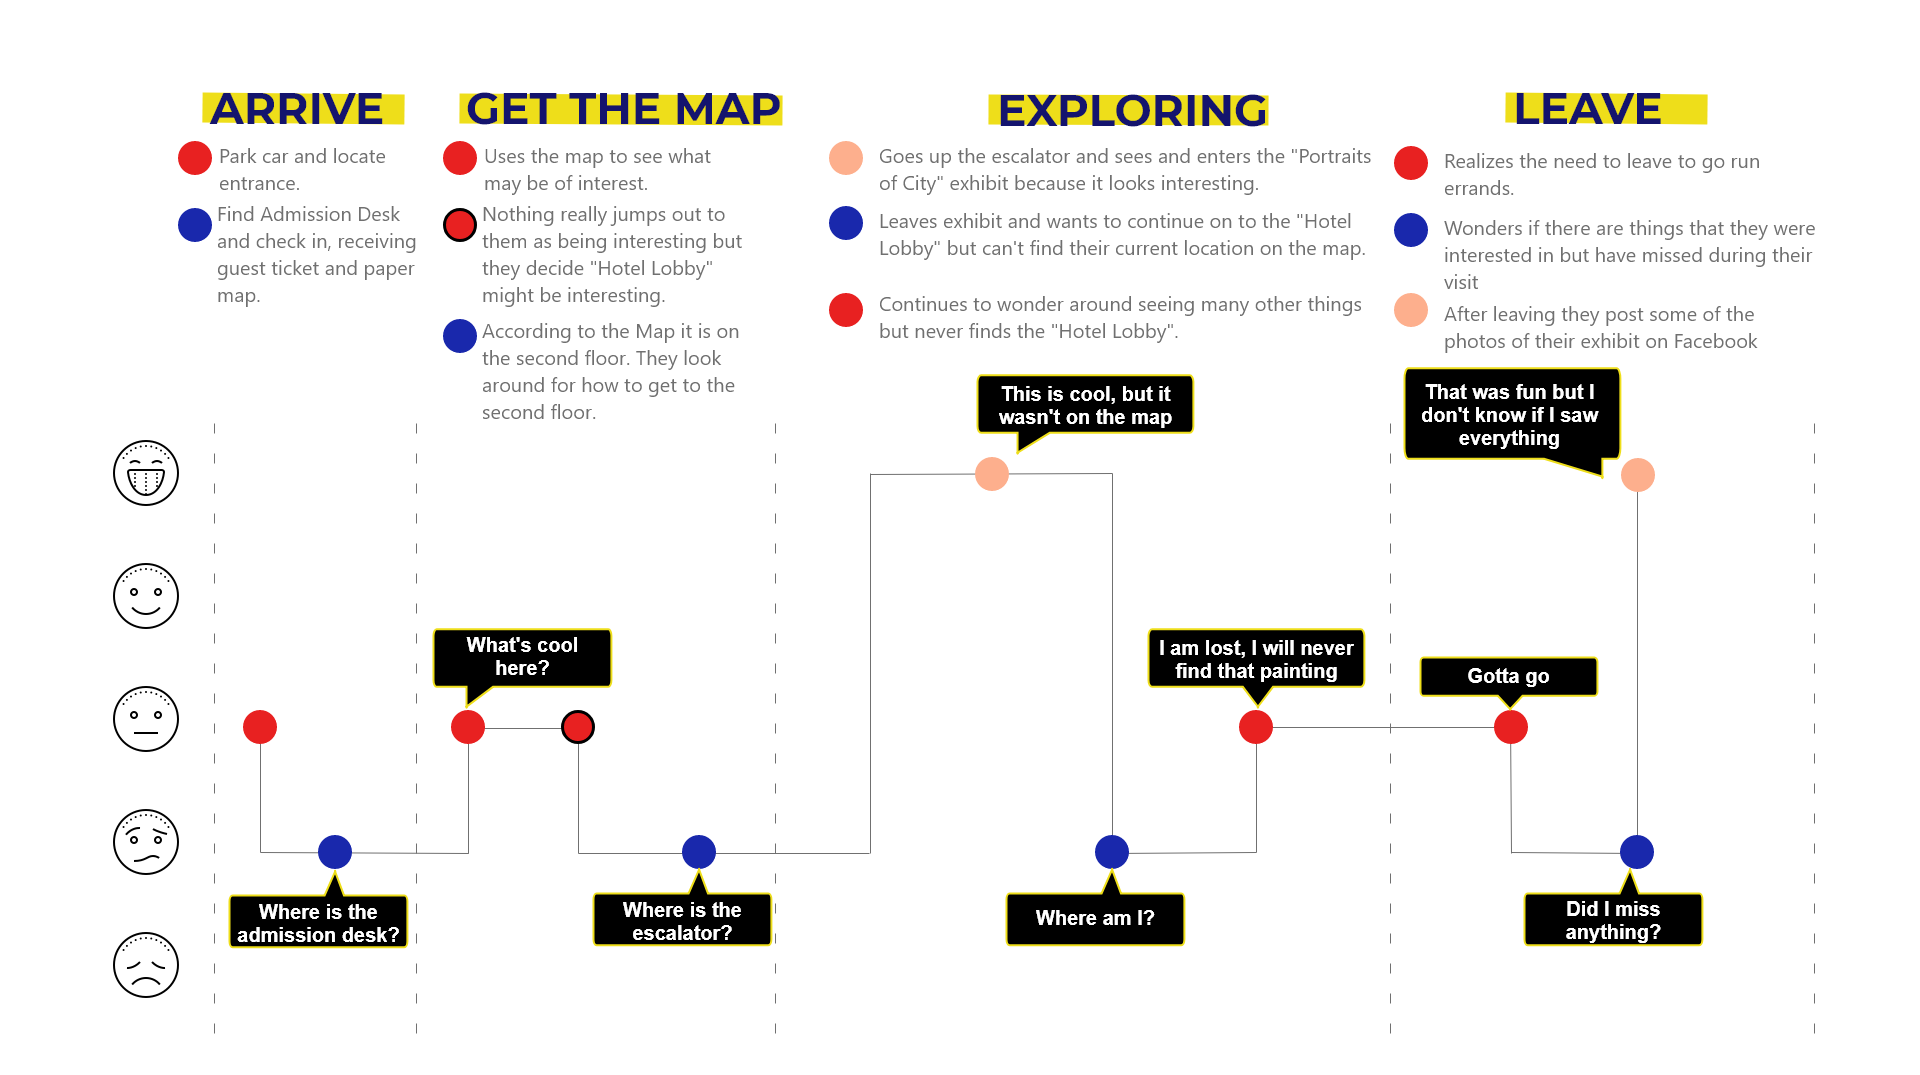 ARRIVE
Park car and locate
entrance.
Find Admission Desk
and check in, receiving
guest ticket and paper
map.
GET THE MAP
Uses the map to see what
may be of interest.
Nothing really jumps out to
them as being interesting but
they decide "Hotel Lobby"
might be interesting.
According to the Map it is on
the second floor. They look
around for how to get to the
second floor.
EXPLORING
Goes up the escalator and sees and enters the "Portraits
of City" exhibit because it looks interesting.
Leaves exhibit and wants to continue on to the "Hotel
Lobby" but can't find their current location on the map.
Continues to wonder around seeing many other things
but never finds the "Hotel Lobby".
LEAVE
Realizes the need to leave to go run
errands.
Wonders if there are things that they were
interested in but have missed during their
visit
After leaving they post some of the
photos of their exhibit on Facebook
Where is the
admission desk?
What's cool
here?
Where is the
escalator?
This is cool, but it
wasn't on the map
Where am I?
I am lost, I will never
find that painting
Gotta go
Did I miss
anything?
That was fun but I
don't know if I saw
everything